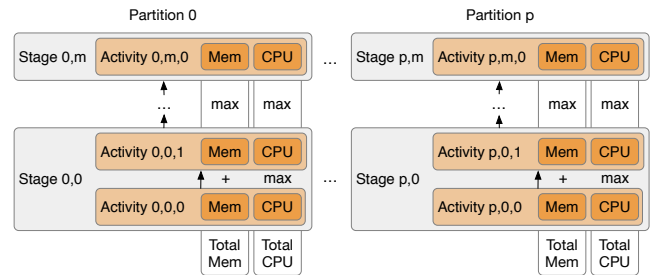 Partition 0 Partition p
Stage 0,m Activity 0,m,0 Mem CPU ... Stage p,m Activity p,m,0 Mem CPU
... max max ... max max
Activity 0,0,1 Mem CPU Activity p,0,1 Mem CPU
Stage 0,0 + max ... Stage p,0 + max
Activity 0,0,0 Mem CPU Activity p,0,0 Mem CPU
Total Total Total Total
Mem CPU Mem CPU